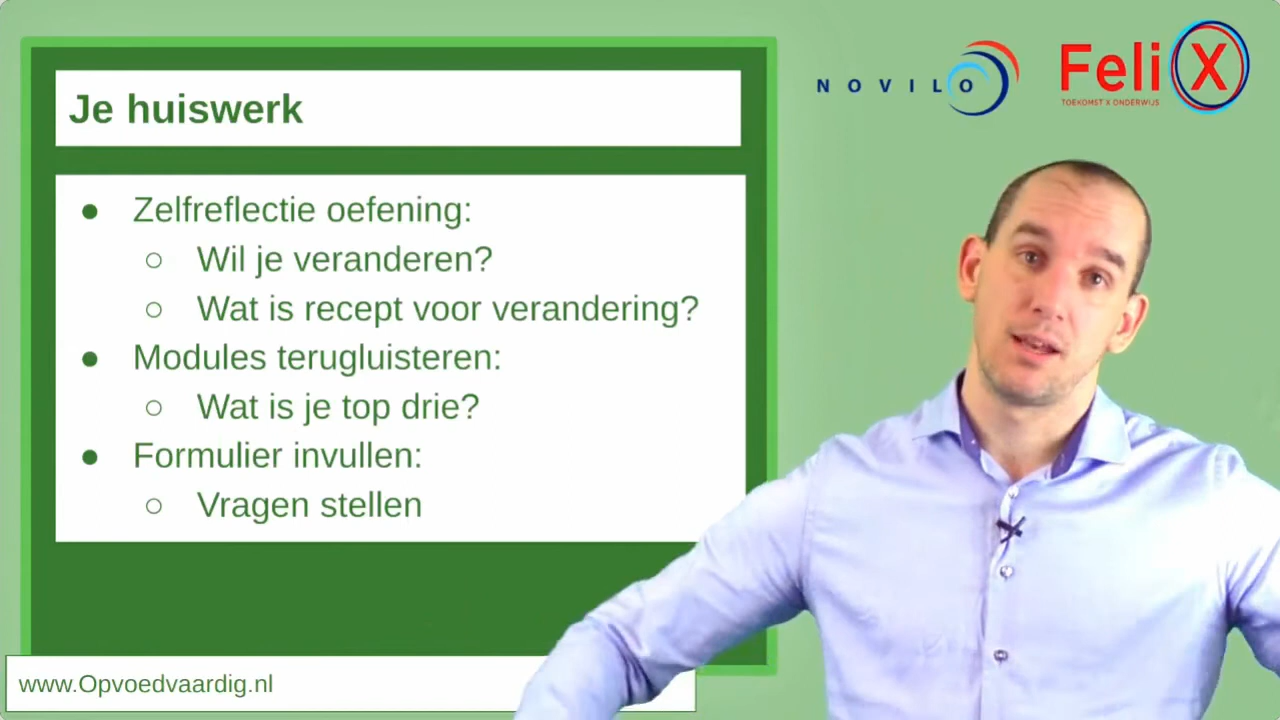 Je huiswerk
NOVILO
FeliX
TOEKOMST X ONDERWIJS
● Zelfreflectie oefening:
○ Wil je veranderen?
○ Wat is recept voor verandering?
● Modules terugluisteren:
○ Wat is je top drie?
● Formulier invullen:
○ Vragen stellen
www.Opvoedvaardig.nl